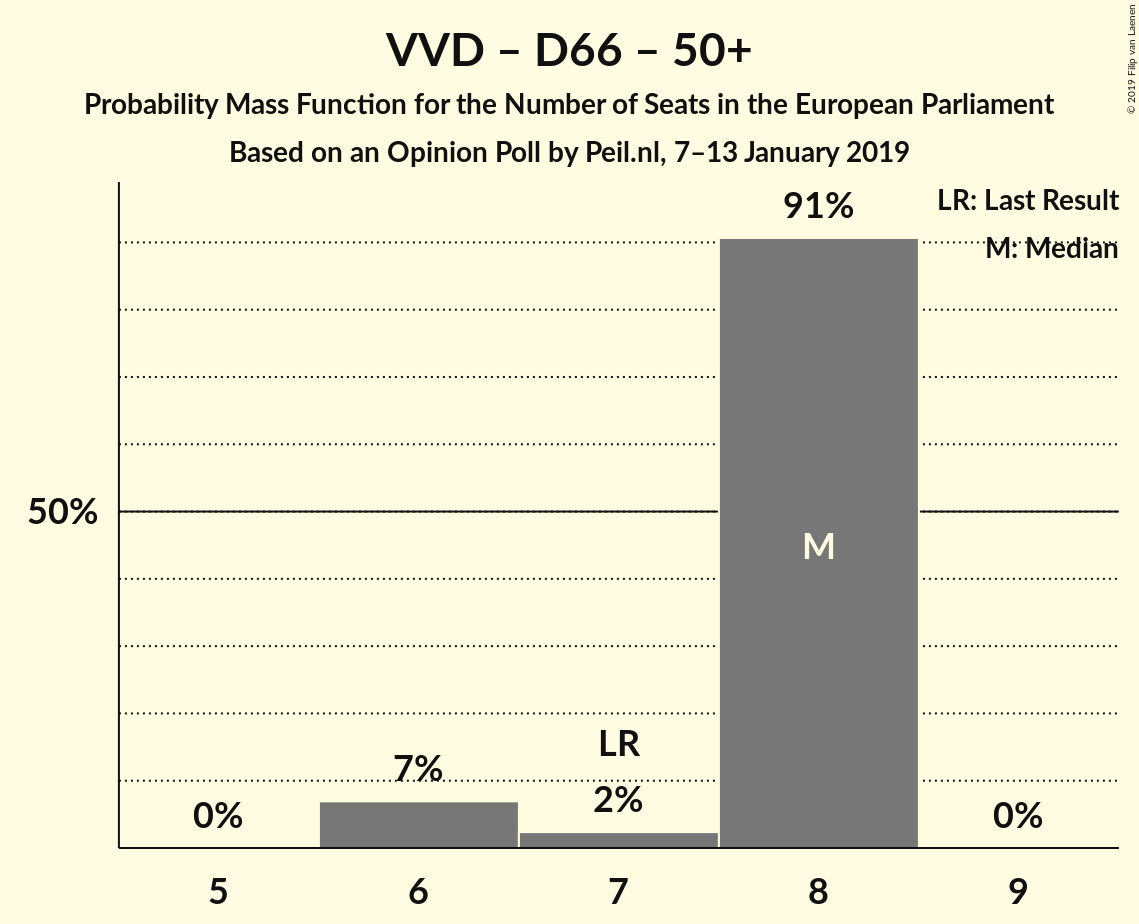 VVD – D66 – 50+
Probability Mass Function for the Number of Seats in the European Parliament
Based on an Opinion Poll by Peil.nl, 7–13 January 2019
© 2019 Filip van Laenen
LR: Last Result
M: Median
91%
50%
M
LR
7%
2%
0%
0%
5 6 7 8 9